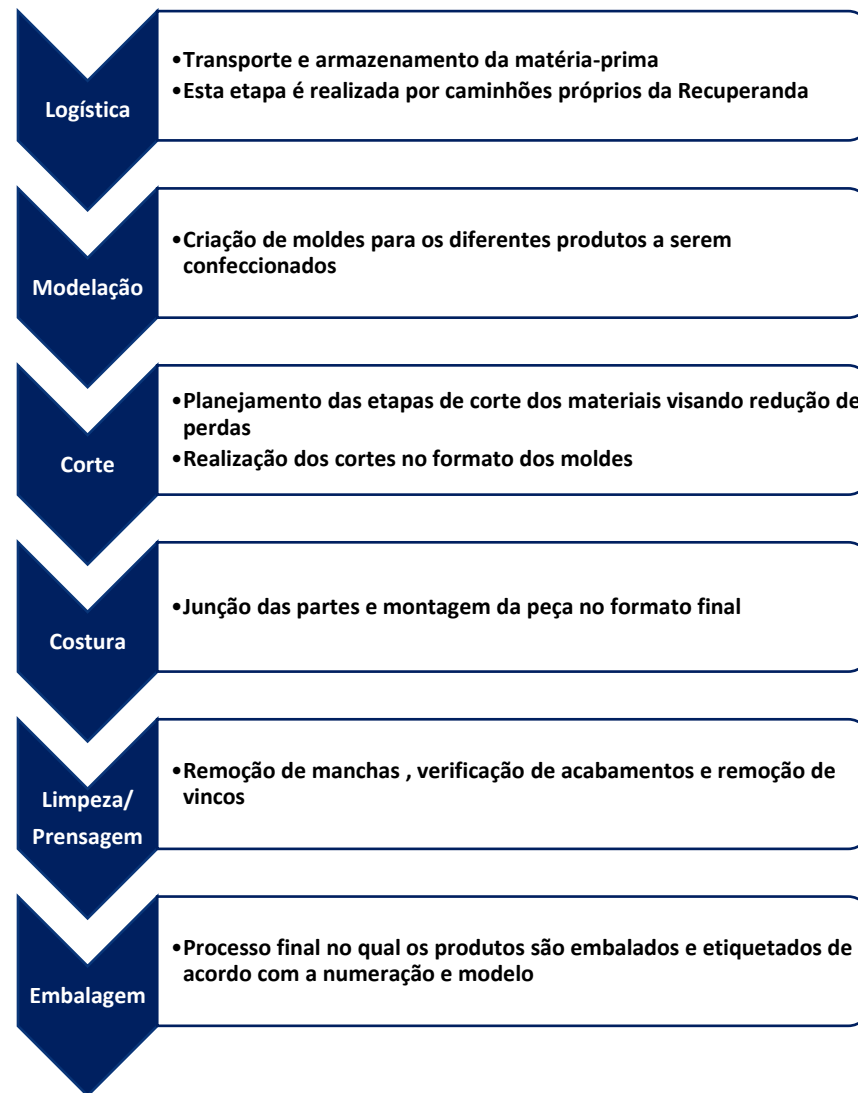 Logística
•Transporte e armazenamento da matéria-prima
•Esta etapa é realizada por caminhões próprios da Recuperanda
Modelação
•Criação de moldes para os diferentes produtos a serem
confeccionados
Corte
•Planejamento das etapas de corte dos materiais visando redução de
perdas
•Realização dos cortes no formato dos moldes
Costura
•Junção das partes e montagem da peça no formato final
Limpeza/
Prensagem
•Remoção de manchas , verificação de acabamentos e remoção de
vincos
Embalagem
•Processo final no qual os produtos são embalados e etiquetados de
acordo com a numeração e modelo